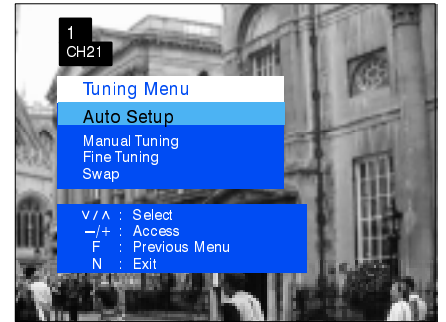 1
CH21
Tuning Menu
Auto Setup
Manual Tuning
Fine Tuning
Swap
∨/∧ : Select
–/+ : Access
F : Previous Menu
N : Exit